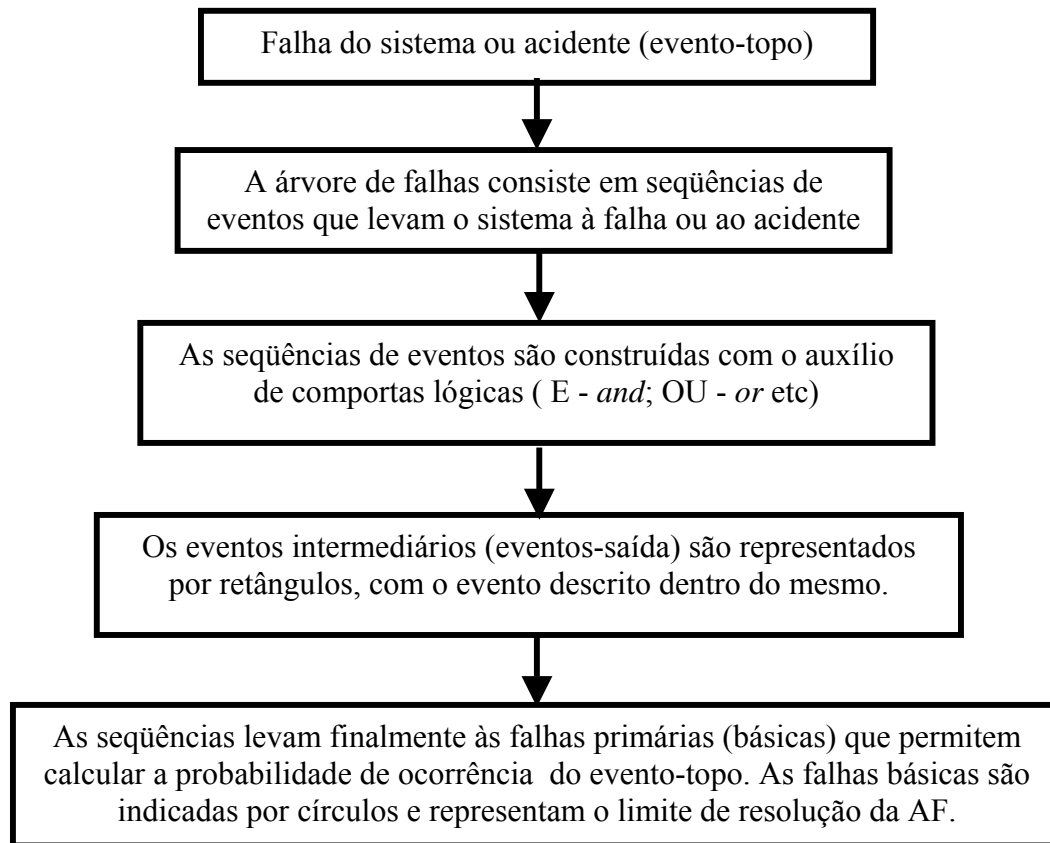 Falha do sistema ou acidente (evento-topo)
A árvore de falhas consiste em seqüências de
eventos que levam o sistema à falha ou ao acidente
As seqüências de eventos são construídas com o auxílio
de comportas lógicas ( E - and; OU - or etc)
Os eventos intermediários (eventos-saída) são representados
por retângulos, com o evento descrito dentro do mesmo.
As seqüências levam finalmente às falhas primárias (básicas) que permitem
calcular a probabilidade de ocorrência do evento-topo. As falhas básicas são
indicadas por círculos e representam o limite de resolução da AF.